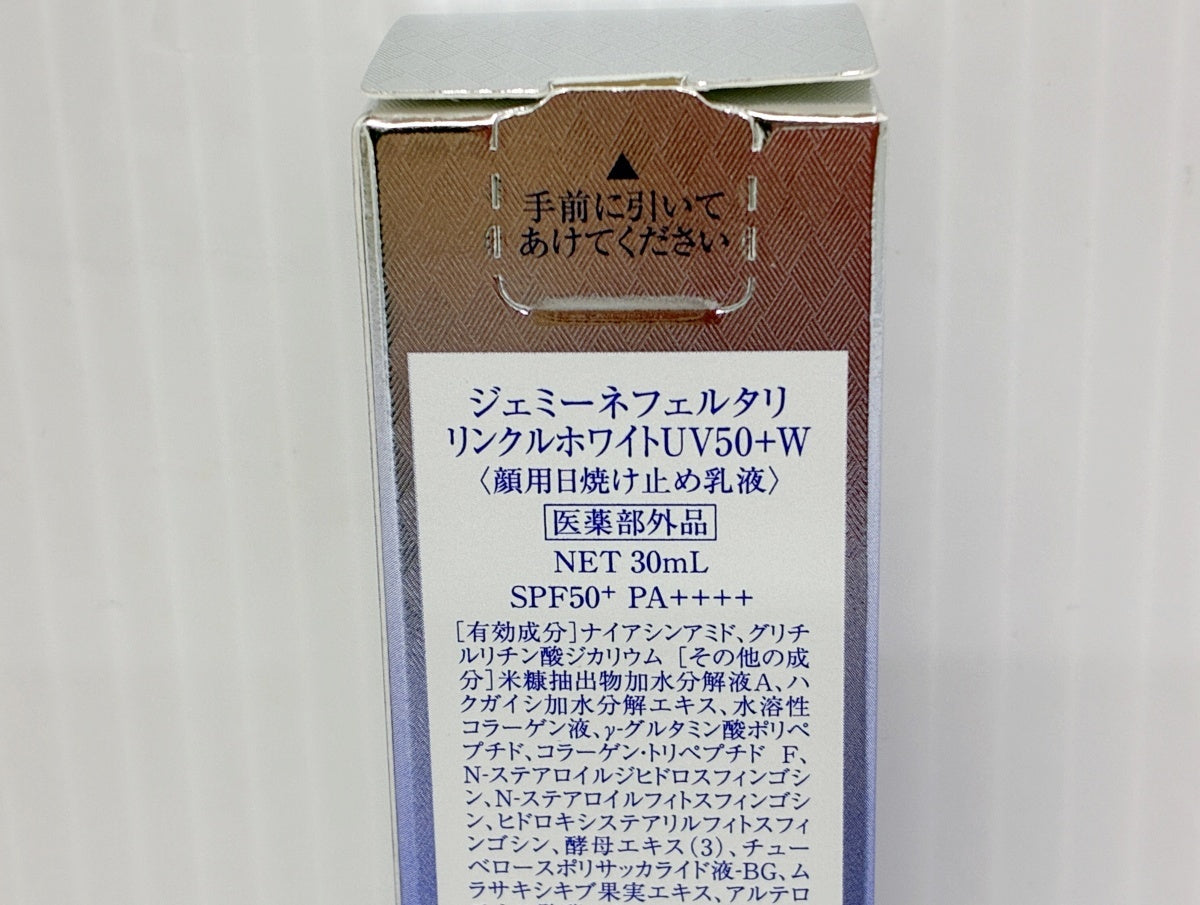 ▲
手前に引いて
あけてください
ジェミーネフェルタリ
リンクルホワイトUV50+W
〈顔用日焼け止め乳液〉
医薬部外品
NET 30mL
SPF50+ PA++++
[有効成分]ナイアシンアミド、グリチ
ルリチン酸ジカリウム [その他の成
分]米糠抽出物加水分解液A、ハ
クガイシ加水分解エキス、水溶性
コラーゲン液、γ-グルタミン酸ポリペ
プチド、コラーゲン・トリペプチド F、
N-ステアロイルジヒドロスフィンゴシ
ン、N-ステアロイルフィトスフィンゴシ
ン、ヒドロキシステアリルフィトスフィ
ンゴシン、酵母エキス(3)、チュー
ベロースポリサッカライド液-BG、ム
ラサキシキブ果実エキス、アルテロ